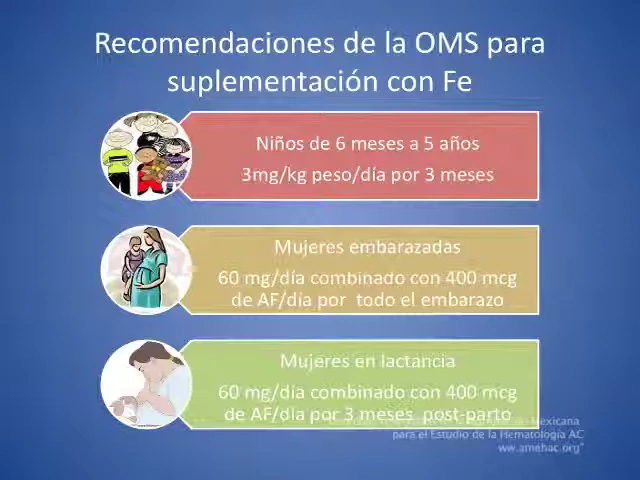 Recomendaciones de la OMS para
suplementación con Fe
Niños de 6 meses a 5 años
3mg/kg peso/día por 3 meses
Mujeres embarazadas
60 mg/día combinado con 400 mcg
de AF/día por todo el embarazo
Mujeres en lactancia
60 mg/dia combinado con 400 mcg
de AF/dia por 3 meses post-parto
Mexicana
para el Estudio de la Hematología AC
ww.amehac.org"